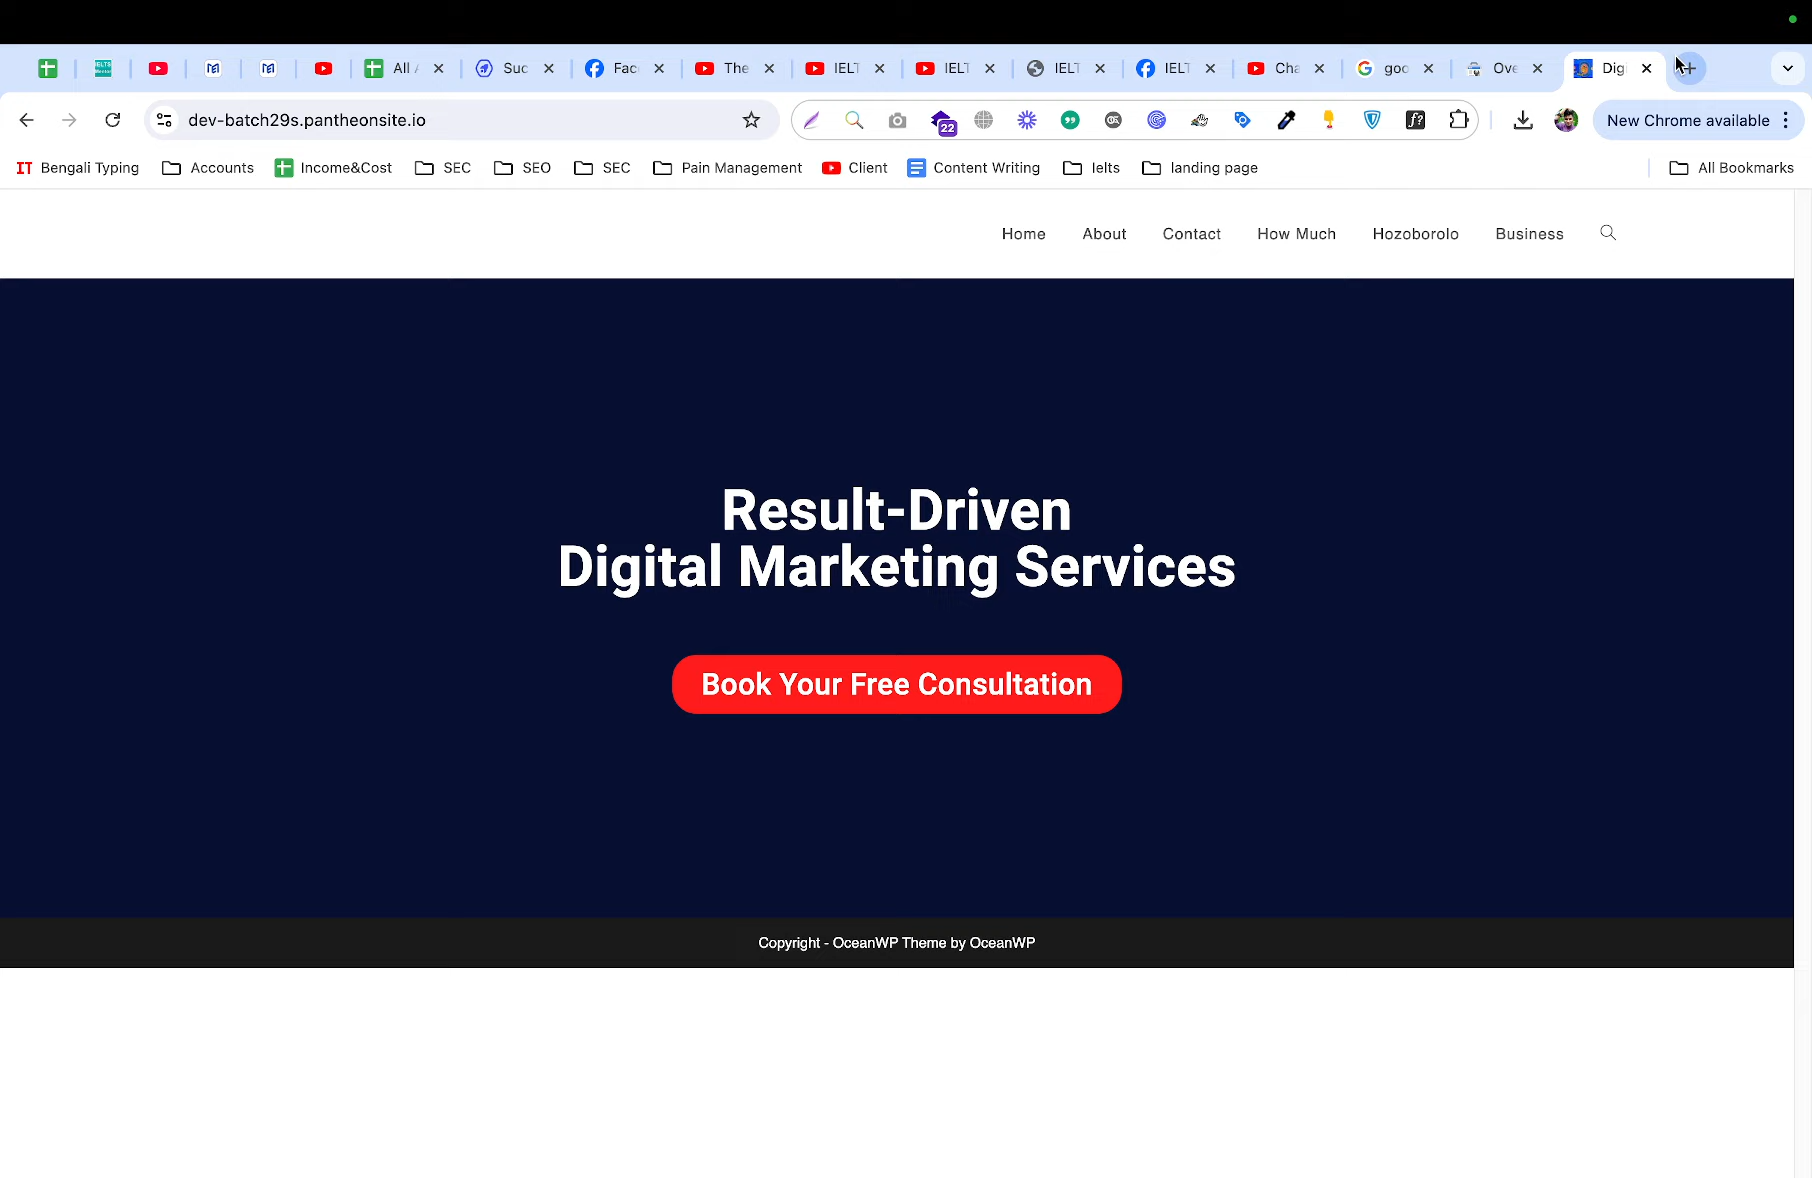 All
Suc
Fac
The
IELT
IELT
IELT
IELT
Cha
goo
Ove
Digi
dev-batch29s.pantheonsite.io
22
New Chrome available
IT Bengali Typing
Accounts
Income&Cost
SEC
SEO
SEC
Pain Management
Client
Content Writing
Ielts
landing page
All Bookmarks
Home
About
Contact
How Much
Hozoborolo
Business
Result-Driven
Digital Marketing Services
Book Your Free Consultation
Copyright - OceanWP Theme by OceanWP